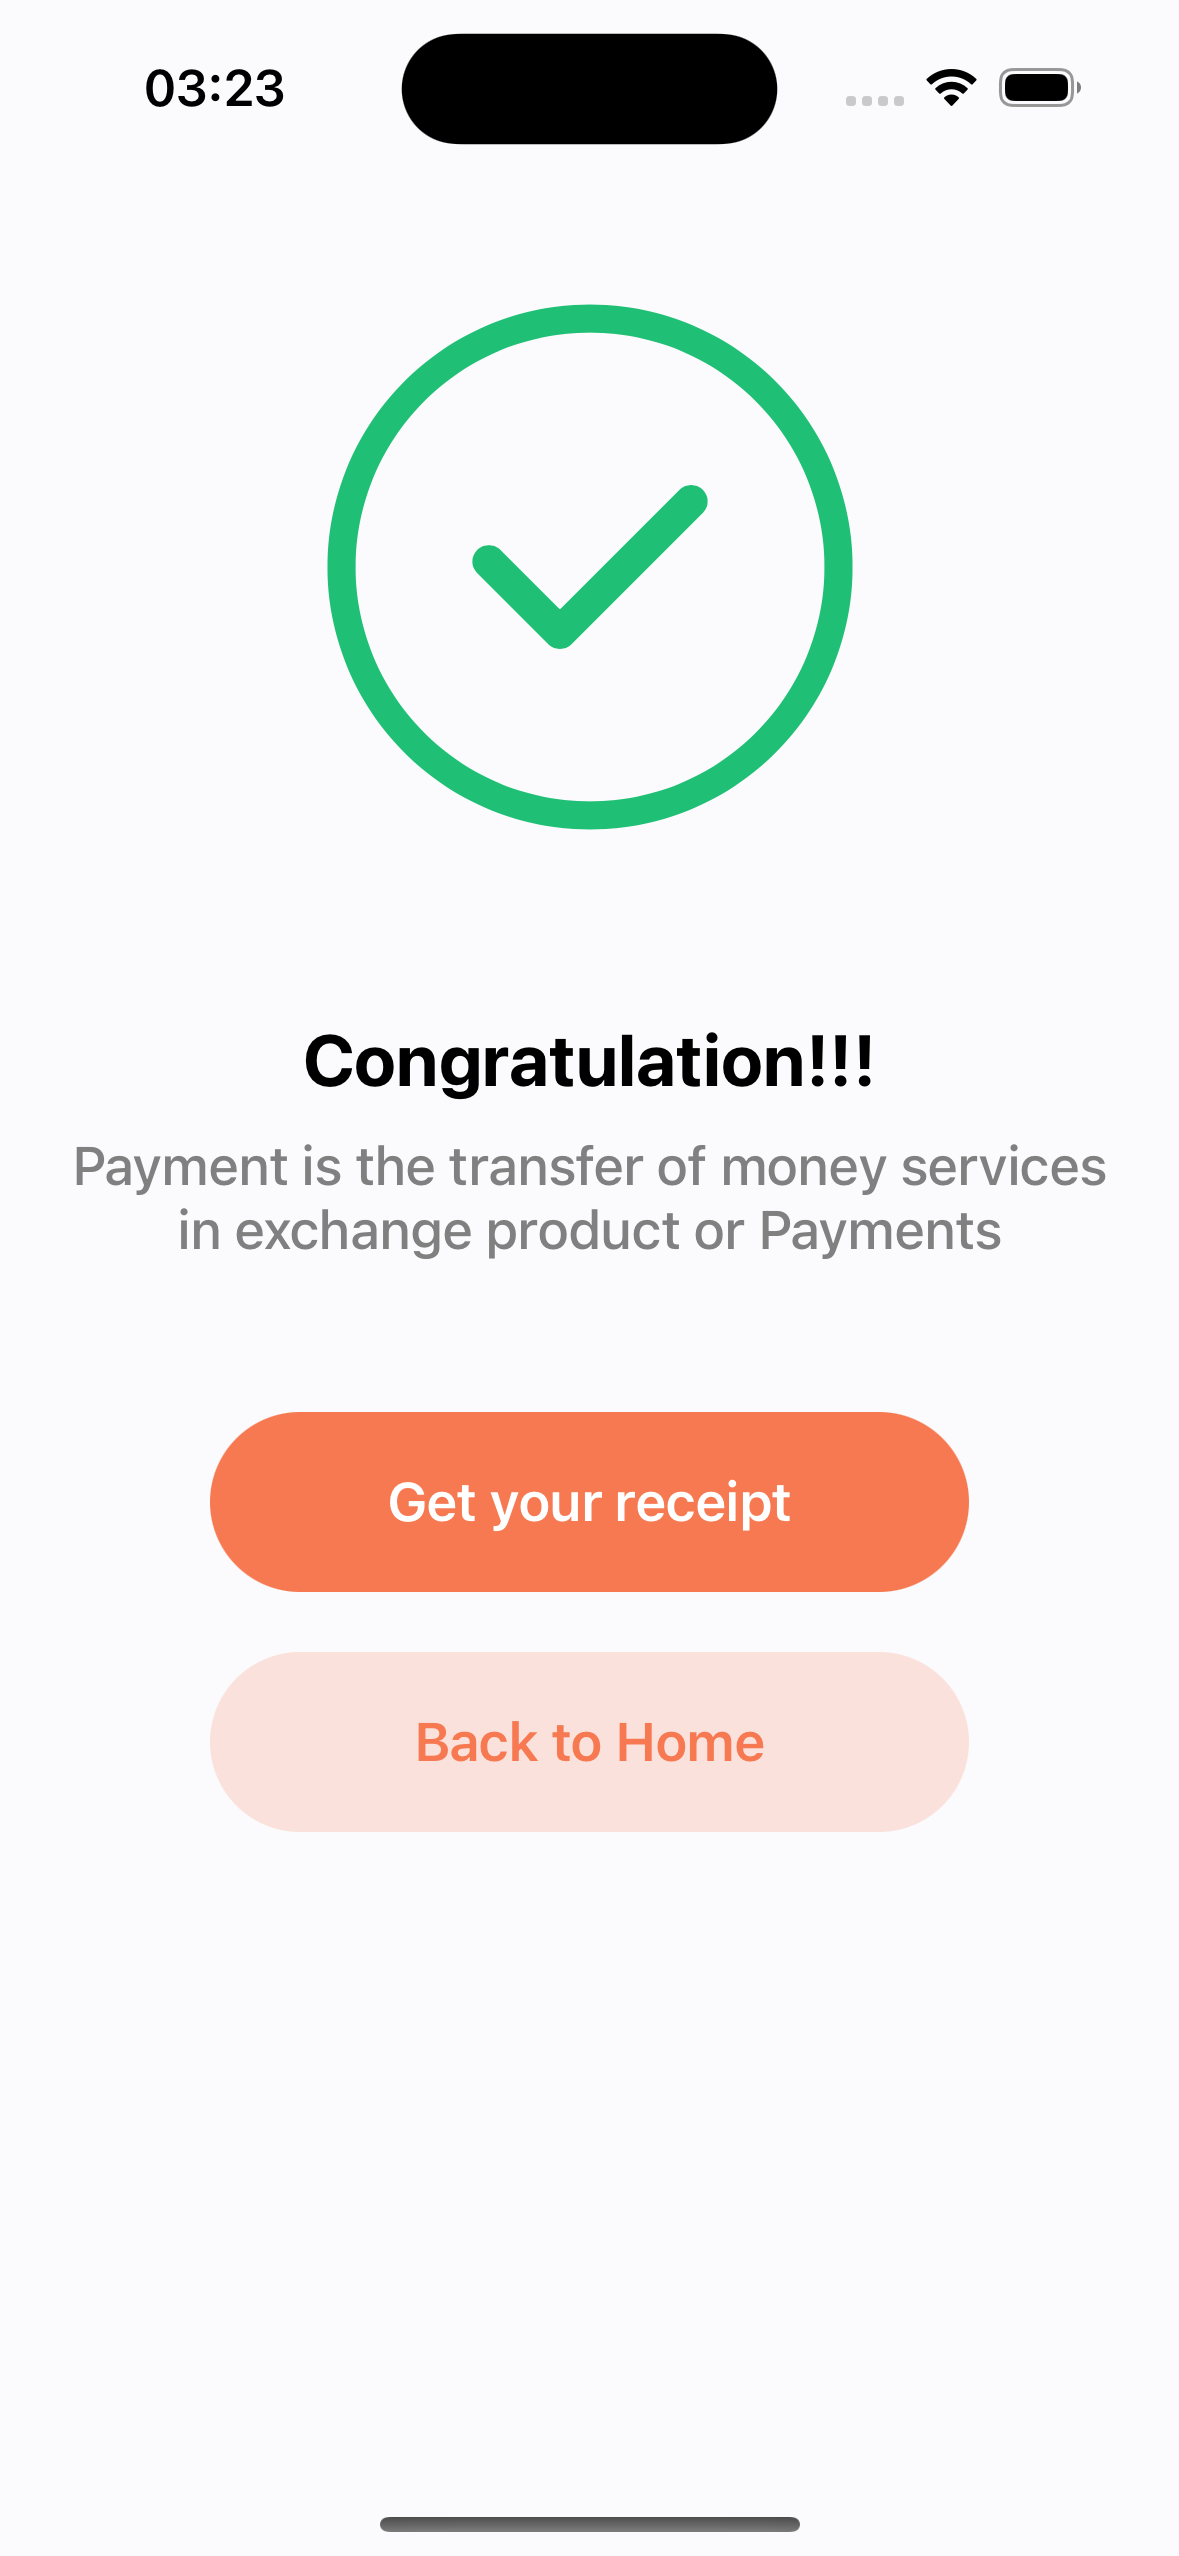 03:23
Congratulation!!!
Payment is the transfer of money services
in exchange product or Payments
Get your receipt
Back to Home